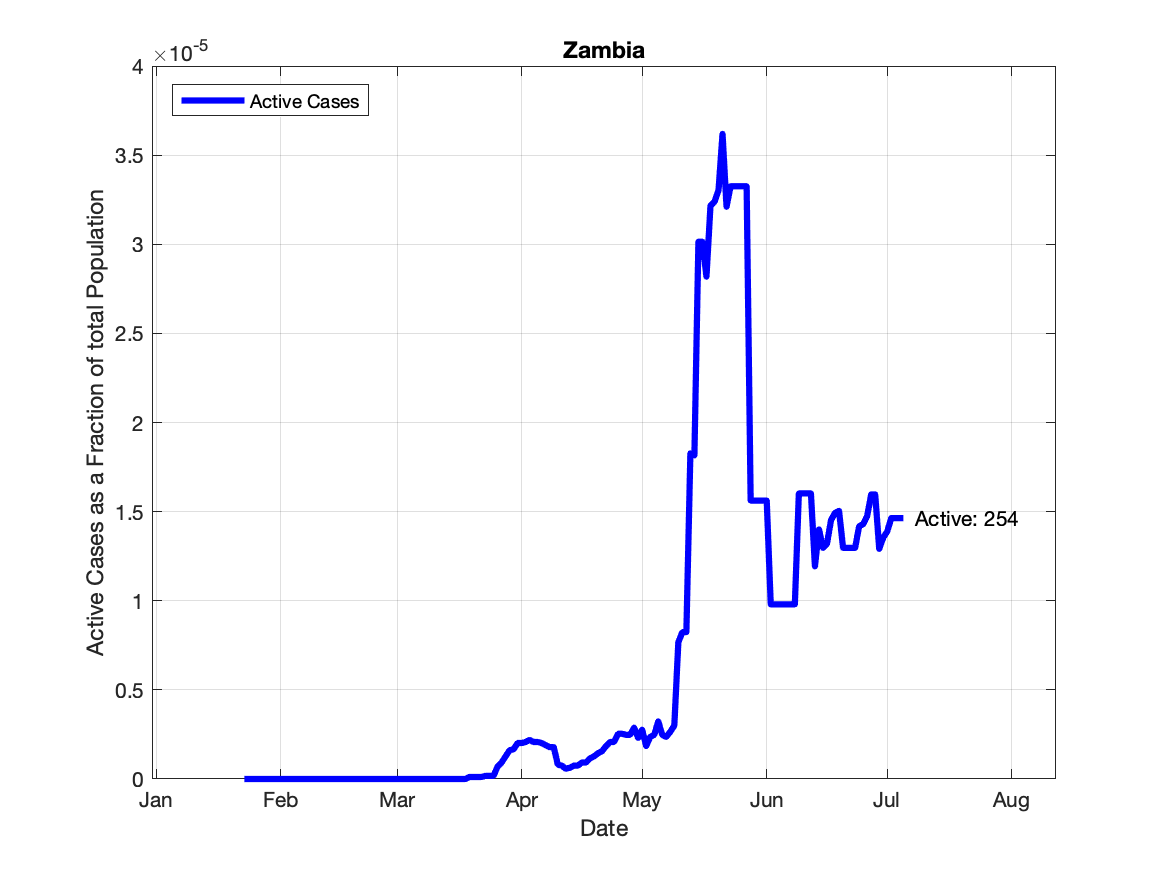 Zambia
×10-5
Active Cases
4
3.5
3
2.5
2
1.5
1
0.5
0
Active Cases as a Fraction of total Population
Active: 254
Jan Feb Mar Apr May Jun Jul Aug
Date